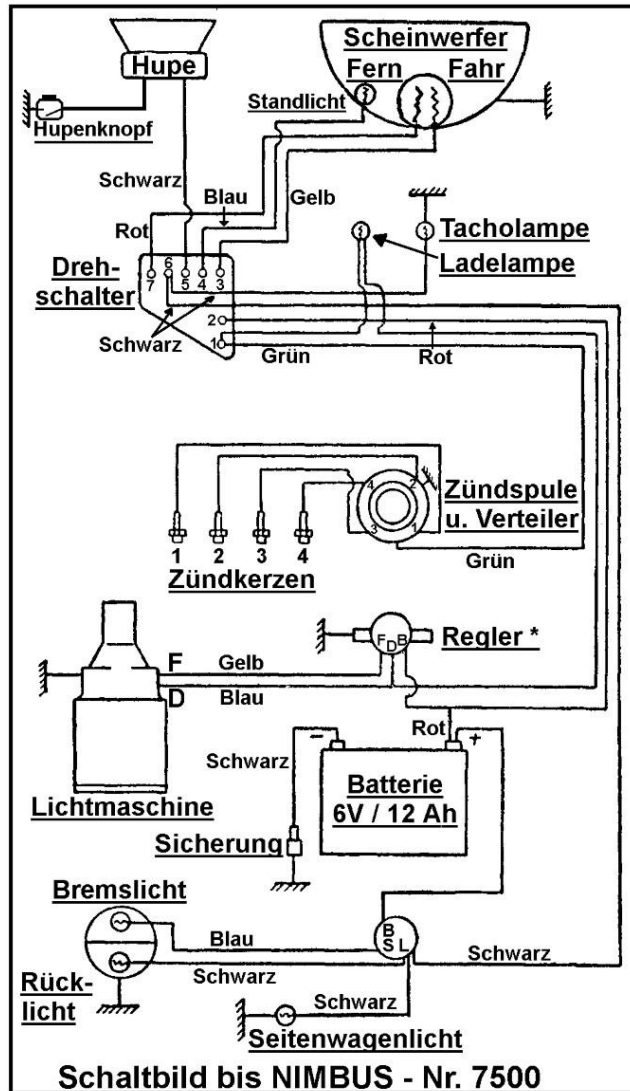 Scheinwerfer
Fern Fahr
Hupe
Standlicht
Hupenknopf
Schwarz
Blau
Gelb
Rot
Tacholampe
Ladelampe
Dreh-
schalter
7 6 5 4 3
2
1
Schwarz
Grün
Rot
4 2
3 1
Zündspule
u. Verteiler
1 2 3 4
Zündkerzen
Grün
F D B
Regler *
F
Gelb
D
Blau
Rot
- +
Schwarz
Batterie
6V / 12 Ah
Lichtmaschine
Sicherung
Bremslicht
B
S L
Blau
Schwarz
Schwarz
Rück-
licht
Schwarz
Seitenwagenlicht
Schaltbild bis NIMBUS - Nr. 7500